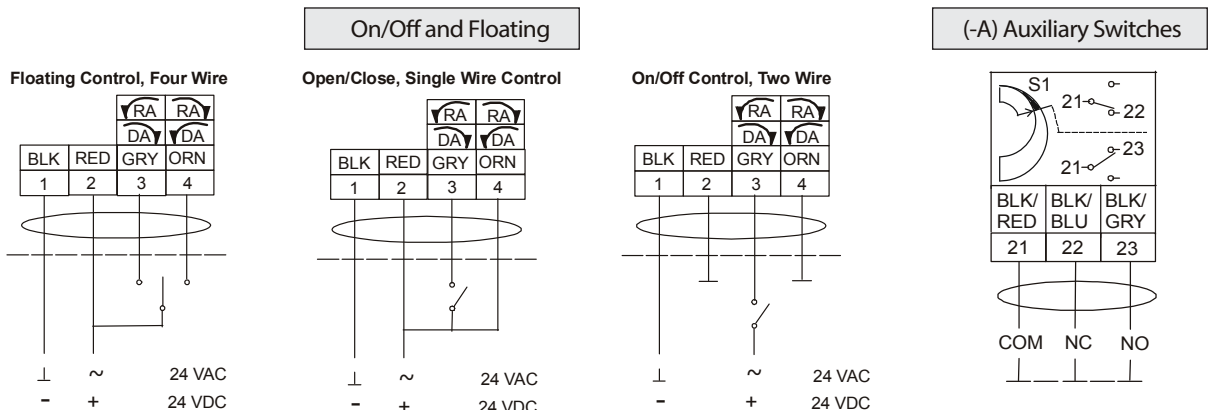 On/Off and Floating
(-A) Auxiliary Switches
Floating Control, Four Wire
RA RA
DA DA
BLK RED GRY ORN
1 2 3 4
~ 24 VAC
- + 24 VDC
Open/Close, Single Wire Control
RA RA
DA DA
BLK RED GRY ORN
1 2 3 4
~ 24 VAC
- + 24 VDC
On/Off Control, Two Wire
RA RA
DA DA
BLK RED GRY ORN
1 2 3 4
~ 24 VAC
- + 24 VDC
S1
21 22
23
21
BLK/ BLK/ BLK/
RED BLU GRY
21 22 23
COM NC NO